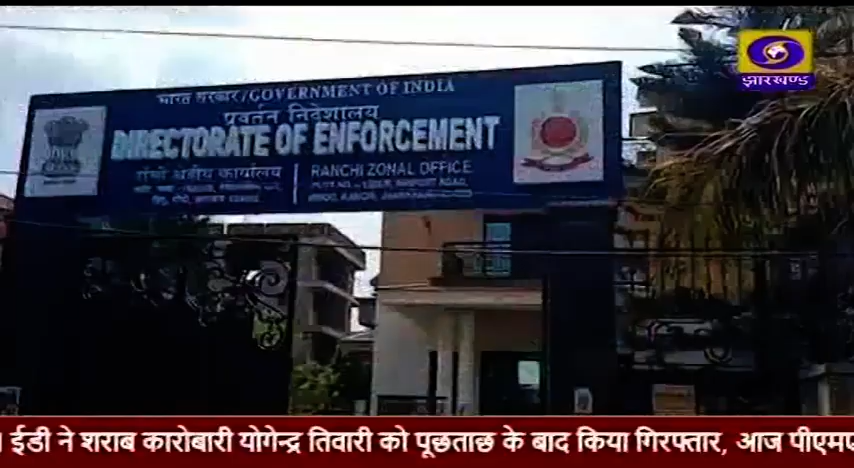 झारखण्ड
भारत सरकार/GOVERNMENT OF INDIA
प्रवर्तन निदेशालय
DIRECTORATE OF ENFORCEMENT
राँची क्षेत्रीय कार्यालय
RANCHI ZONAL OFFICE
। ईडी ने शराब कारोबारी योगेन्द्र तिवारी को पूछताछ के बाद किया गिरफ्तार, आज पीएमए